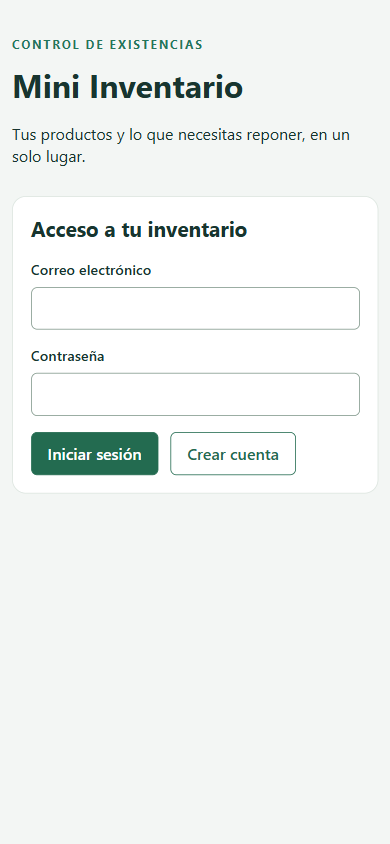 CONTROL DE EXISTENCIAS
Mini Inventario
Tus productos y lo que necesitas reponer, en un
solo lugar.
Acceso a tu inventario
Correo electrónico
Contraseña
Iniciar sesión
Crear cuenta